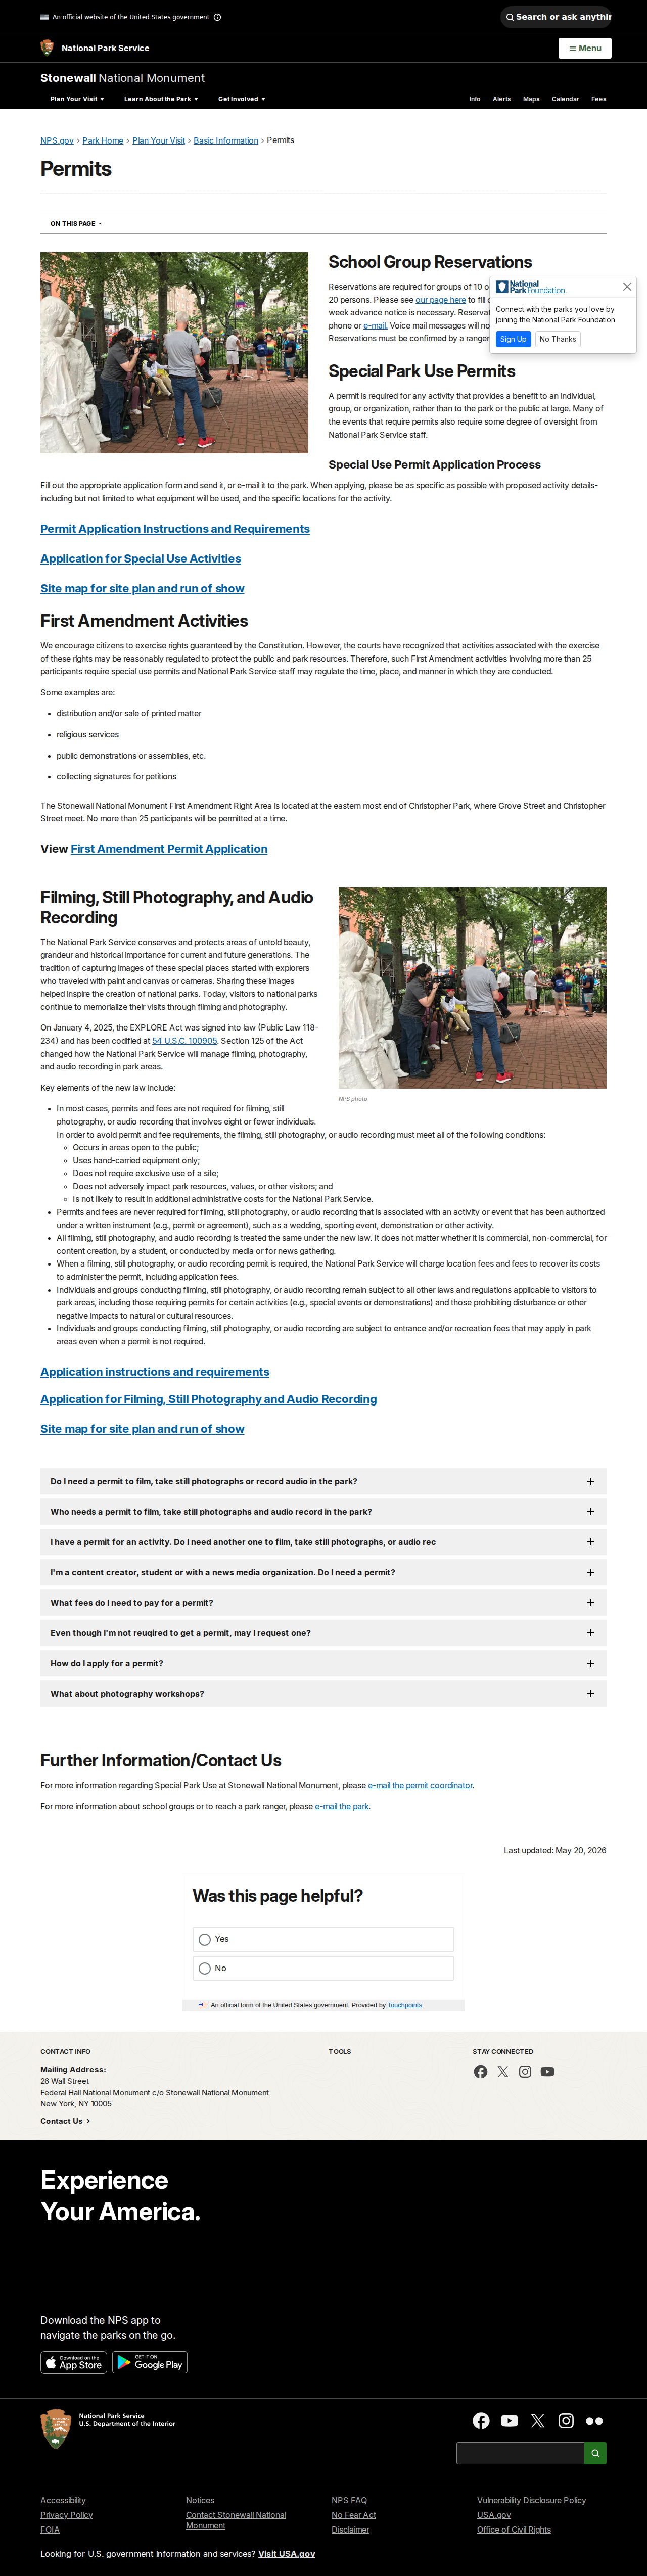 An official website of the United States government
Search or ask anythin
National Park Service
Menu
Stonewall National Monument
Plan Your Visit
Learn About the Park
Get Involved
Info
Alerts
Maps
Calendar
Fees
NPS.gov
Park Home
Plan Your Visit
Basic Information
Permits
Permits
ON THIS PAGE
School Group Reservations
Reservations are required for groups of 10 o
20 persons. Please see our page here to fill o
week advance notice is necessary. Reservat
phone or e-mail. Voice mail messages will no
Reservations must be confirmed by a ranger
National
Park Foundation
Connect with the parks you love by
joining the National Park Foundation
Sign Up
No Thanks
Special Park Use Permits
A permit is required for any activity that provides a benefit to an individual,
group, or organization, rather than to the park or the public at large. Many of
the events that require permits also require some degree of oversight from
National Park Service staff.
Special Use Permit Application Process
Fill out the appropriate application form and send it, or e-mail it to the park. When applying, please be as specific as possible with proposed activity details-
including but not limited to what equipment will be used, and the specific locations for the activity.
Permit Application Instructions and Requirements
Application for Special Use Activities
Site map for site plan and run of show
First Amendment Activities
We encourage citizens to exercise rights guaranteed by the Constitution. However, the courts have recognized that activities associated with the exercise
of these rights may be reasonably regulated to protect the public and park resources. Therefore, such First Amendment activities involving more than 25
participants require special use permits and National Park Service staff may regulate the time, place, and manner in which they are conducted.
Some examples are:
• distribution and/or sale of printed matter
• religious services
• public demonstrations or assemblies, etc.
• collecting signatures for petitions
The Stonewall National Monument First Amendment Right Area is located at the eastern most end of Christopher Park, where Grove Street and Christopher
Street meet. No more than 25 participants will be permitted at a time.
View First Amendment Permit Application
Filming, Still Photography, and Audio
Recording
The National Park Service conserves and protects areas of untold beauty,
grandeur and historical importance for current and future generations. The
tradition of capturing images of these special places started with explorers
who traveled with paint and canvas or cameras. Sharing these images
helped inspire the creation of national parks. Today, visitors to national parks
continue to memorialize their visits through filming and photography.
On January 4, 2025, the EXPLORE Act was signed into law (Public Law 118-
234) and has been codified at 54 U.S.C. 100905. Section 125 of the Act
changed how the National Park Service will manage filming, photography,
and audio recording in park areas.
Key elements of the new law include:
NPS photo
• In most cases, permits and fees are not required for filming, still
photography, or audio recording that involves eight or fewer individuals.
In order to avoid permit and fee requirements, the filming, still photography, or audio recording must meet all of the following conditions:
◦ Occurs in areas open to the public;
◦ Uses hand-carried equipment only;
◦ Does not require exclusive use of a site;
◦ Does not adversely impact park resources, values, or other visitors; and
◦ Is not likely to result in additional administrative costs for the National Park Service.
• Permits and fees are never required for filming, still photography, or audio recording that is associated with an activity or event that has been authorized
under a written instrument (e.g., permit or agreement), such as a wedding, sporting event, demonstration or other activity.
• All filming, still photography, and audio recording is treated the same under the new law. It does not matter whether it is commercial, non-commercial, for
content creation, by a student, or conducted by media or for news gathering.
• When a filming, still photography, or audio recording permit is required, the National Park Service will charge location fees and fees to recover its costs
to administer the permit, including application fees.
• Individuals and groups conducting filming, still photography, or audio recording remain subject to all other laws and regulations applicable to visitors to
park areas, including those requiring permits for certain activities (e.g., special events or demonstrations) and those prohibiting disturbance or other
negative impacts to natural or cultural resources.
• Individuals and groups conducting filming, still photography, or audio recording are subject to entrance and/or recreation fees that may apply in park
areas even when a permit is not required.
Application instructions and requirements
Application for Filming, Still Photography and Audio Recording
Site map for site plan and run of show
Do I need a permit to film, take still photographs or record audio in the park?
Who needs a permit to film, take still photographs and audio record in the park?
I have a permit for an activity. Do I need another one to film, take still photographs, or audio rec
I'm a content creator, student or with a news media organization. Do I need a permit?
What fees do I need to pay for a permit?
Even though I'm not reuqired to get a permit, may I request one?
How do I apply for a permit?
What about photography workshops?
Further Information/Contact Us
For more information regarding Special Park Use at Stonewall National Monument, please e-mail the permit coordinator.
For more information about school groups or to reach a park ranger, please e-mail the park.
Last updated: May 20, 2026
Was this page helpful?
Yes
No
An official form of the United States government. Provided by Touchpoints
CONTACT INFO
Mailing Address:
26 Wall Street
Federal Hall National Monument c/o Stonewall National Monument
New York, NY 10005
Contact Us
TOOLS
STAY CONNECTED
Experience
Your America.
Download the NPS app to
navigate the parks on the go.
Download on the
App Store
GET IT ON
Google Play
National Park Service
U.S. Department of the Interior
Accessibility
Privacy Policy
FOIA
Notices
Contact Stonewall National
Monument
NPS FAQ
No Fear Act
Disclaimer
Vulnerability Disclosure Policy
USA.gov
Office of Civil Rights
Looking for U.S. government information and services? Visit USA.gov